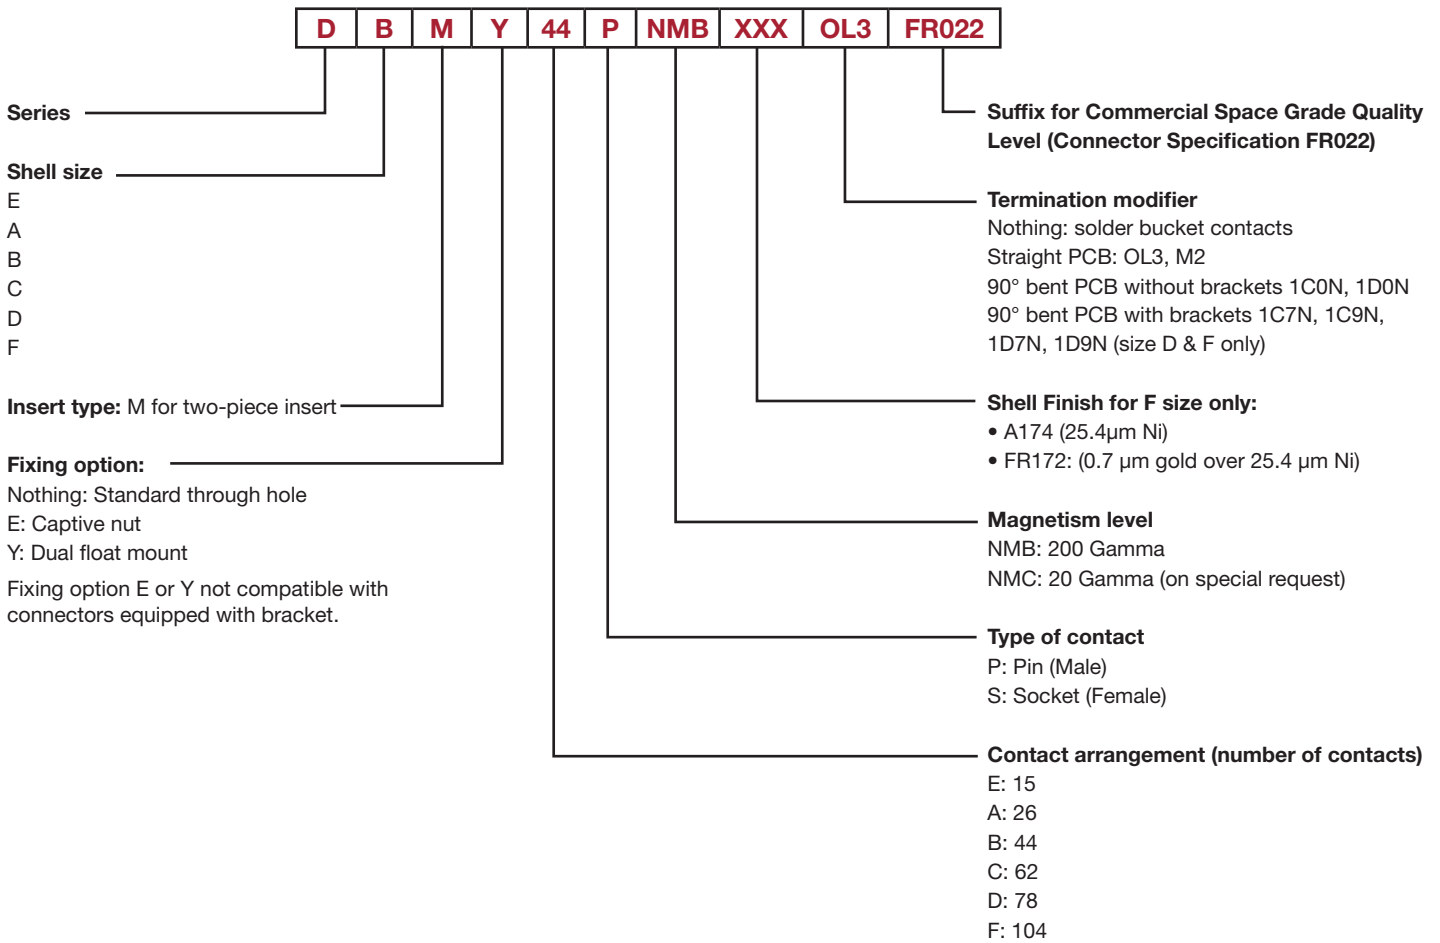 D B M Y 44 P NMB XXX OL3 FR022
Series
Shell size
E
A
B
C
D
F
Insert type: M for two-piece insert
Fixing option:
Nothing: Standard through hole
E: Captive nut
Y: Dual float mount
Fixing option E or Y not compatible with
connectors equipped with bracket.
Suffix for Commercial Space Grade Quality
Level (Connector Specification FR022)
Termination modifier
Nothing: solder bucket contacts
Straight PCB: OL3, M2
90° bent PCB without brackets 1C0N, 1D0N
90° bent PCB with brackets 1C7N, 1C9N,
1D7N, 1D9N (size D & F only)
Shell Finish for F size only:
• A174 (25.4μm Ni)
• FR172: (0.7 μm gold over 25.4 μm Ni)
Magnetism level
NMB: 200 Gamma
NMC: 20 Gamma (on special request)
Type of contact
P: Pin (Male)
S: Socket (Female)
Contact arrangement (number of contacts)
E: 15
A: 26
B: 44
C: 62
D: 78
F: 104